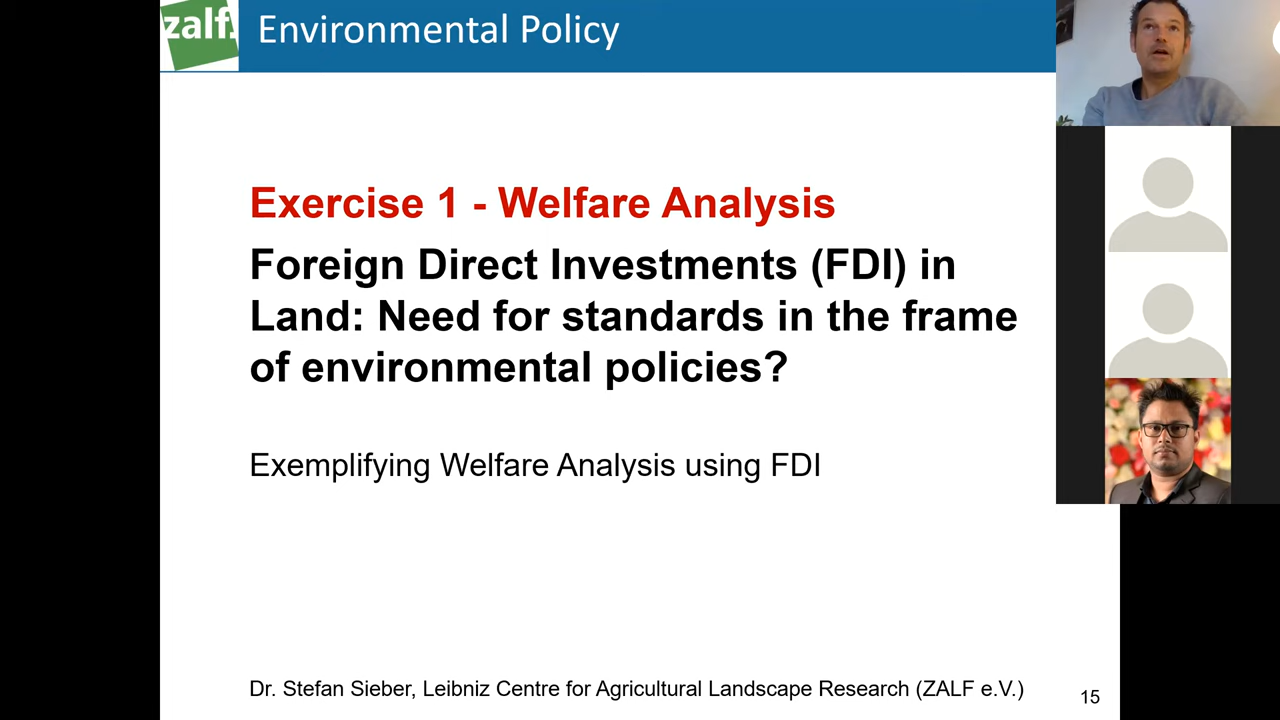 zalf.
Environmental Policy
Exercise 1 - Welfare Analysis
Foreign Direct Investments (FDI) in
Land: Need for standards in the frame
of environmental policies?
Exemplifying Welfare Analysis using FDI
Dr. Stefan Sieber, Leibniz Centre for Agricultural Landscape Research (ZALF e.V.)
15